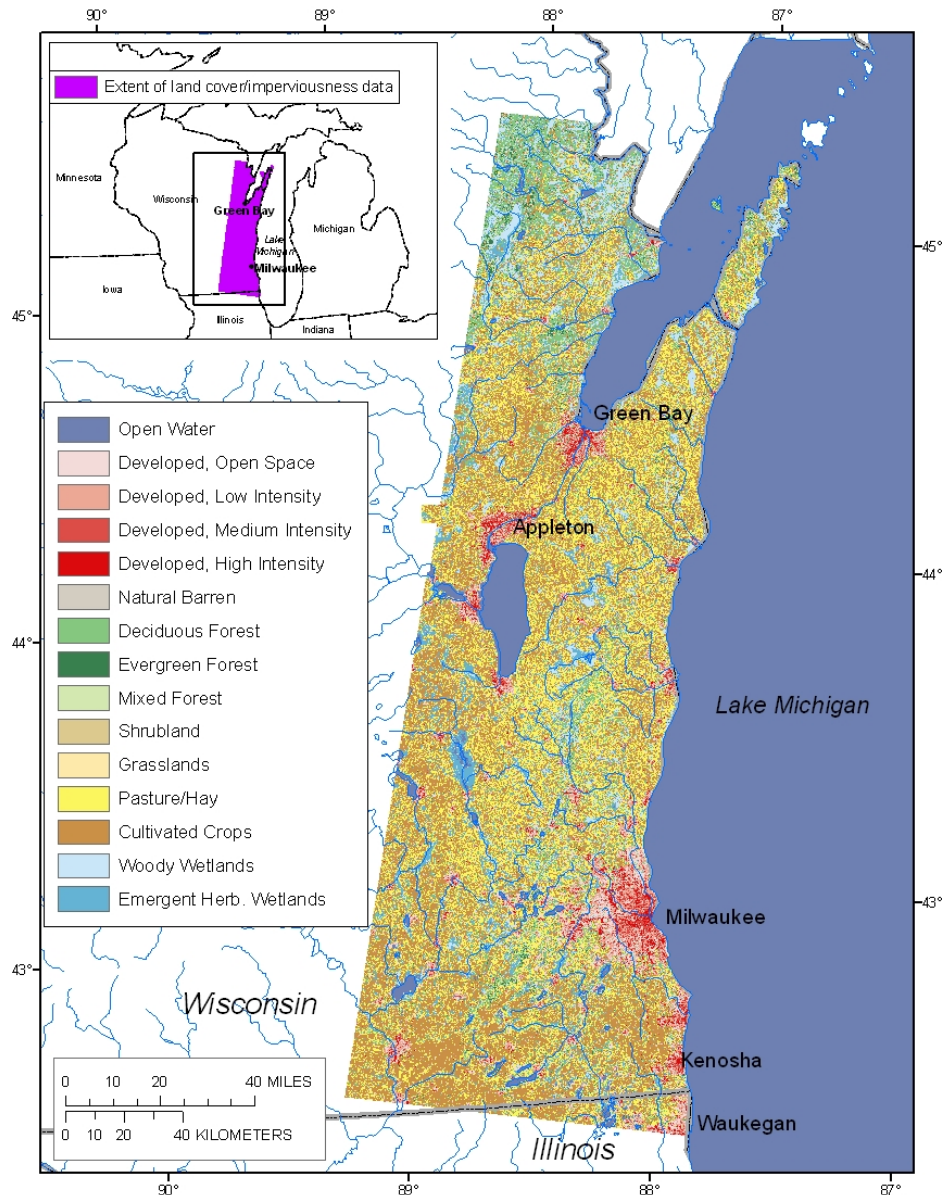 90°
89°
88°
87°
Extent of land cover/imperviousness data
Minnesota
Wisconsin
Green Bay
Michigan
Lake
Michigan
Milwaukee
Iowa
Illinois
Indiana
45°
45°
Green Bay
Open Water
Developed, Open Space
Developed, Low Intensity
Developed, Medium Intensity
Developed, High Intensity
Natural Barren
Deciduous Forest
Evergreen Forest
Mixed Forest
Shrubland
Grasslands
Pasture/Hay
Cultivated Crops
Woody Wetlands
Emergent Herb. Wetlands
Appleton
44°
44°
Lake Michigan
43°
Milwaukee
43°
Wisconsin
Kenosha
0 10 20 40 MILES
0 10 20 40 KILOMETERS
Waukegan
Illinois
90°
89°
88°
87°